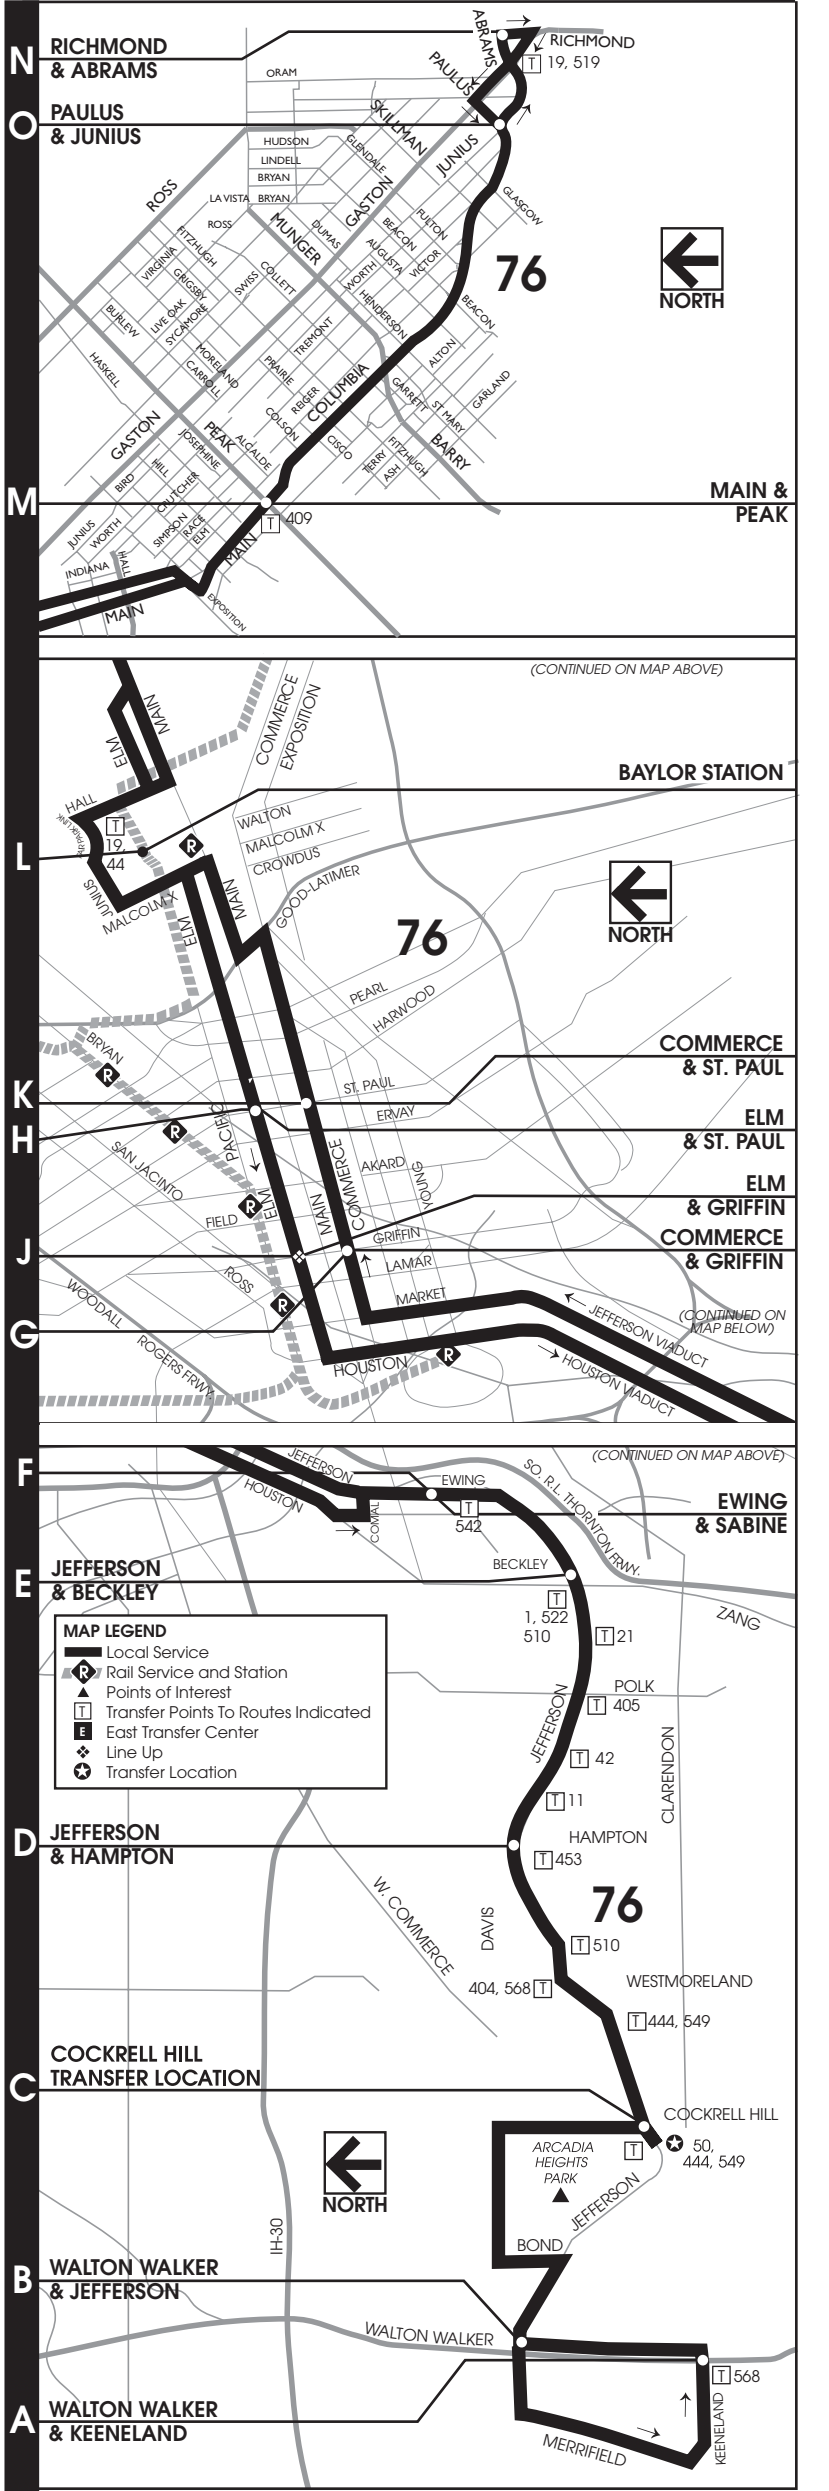 N
RICHMOND
& ABRAMS
ABRAMS
RICHMOND
T 19, 519
PAULUS
ORAM
O
PAULUS
& JUNIUS
SKILLMAN
HUDSON
GLENDALE
JUNIUS
LINDELL
BRYAN
ROSS
LA VISTA
BRYAN
GASTON
GLASGOW
ROSS
MUNGER
DUMAS
BEACON
FULTON
FITZHUGH
VIRGINIA
AUGUSTA
VICTOR
76
NORTH
GRIGSBY
SWISS
COLLETT
WORTH
HENDERSON
BEACON
BURLEW
LIVE OAK
SYCAMORE
TREMONT
HASKELL
MORELAND
CARROLL
PRAIRIE
ALTON
REIGER
COLUMBIA
GARRETT
GARLAND
ST MARY
GASTON
PEAK
COLSON
JOSEPHINE
ALCALDE
CISCO
BARRY
FITZHUGH
TERRY
ASH
HILL
BIRD
CRUTCHER
M
MAIN &
PEAK
T 409
JUNIUS
WORTH
SIMPSON
RACE
ELM
MAIN
INDIANA
HALL
MAIN
EXPOSITION
(CONTINUED ON MAP ABOVE)
MAIN
ELM
COMMERCE
EXPOSITION
BAYLOR STATION
HALL
WALTON
T
19,
44
R
MALCOLM X
CROWDUS
L
JUNIUS
MALCOLM X
ELM
MAIN
GOOD-LATIMER
76
NORTH
PEARL
HARWOOD
BRYAN
R
COMMERCE
& ST. PAUL
K
ST. PAUL
ERVAY
H
ELM
& ST. PAUL
R
PACIFIC
SAN JACINTO
COMMERCE
AKARD
YOUNG
ELM
& GRIFFIN
R
FIELD
ELM
MAIN
GRIFFIN
COMMERCE
& GRIFFIN
J
LAMAR
ROSS
WOODALL
ROGERS FRWY.
R
MARKET
G
JEFFERSON VIADUCT
(CONTINUED ON
MAP BELOW)
HOUSTON
R
HOUSTON VIADUCT
(CONTINUED ON MAP ABOVE)
F
JEFFERSON
HOUSTON
EWING
SO. R.L. THORNTON FRWY.
COMAL
T
542
EWING
& SABINE
BECKLEY
E
JEFFERSON
& BECKLEY
T
1, 522
510
ZANG
T 21
MAP LEGEND
Local Service
R Rail Service and Station
Points of Interest
T Transfer Points To Routes Indicated
E East Transfer Center
Line Up
Transfer Location
POLK
T 405
JEFFERSON
CLARENDON
T 42
T 11
D
JEFFERSON
& HAMPTON
HAMPTON
T 453
W. COMMERCE
DAVIS
76
T 510
404, 568 T
WESTMORELAND
T 444, 549
C
COCKRELL HILL
TRANSFER LOCATION
COCKRELL HILL
ARCADIA
HEIGHTS
PARK
T
50,
444, 549
NORTH
JEFFERSON
IH-30
BOND
B
WALTON WALKER
& JEFFERSON
WALTON WALKER
T 568
A
WALTON WALKER
& KEENELAND
KEENELAND
MERRIFIELD